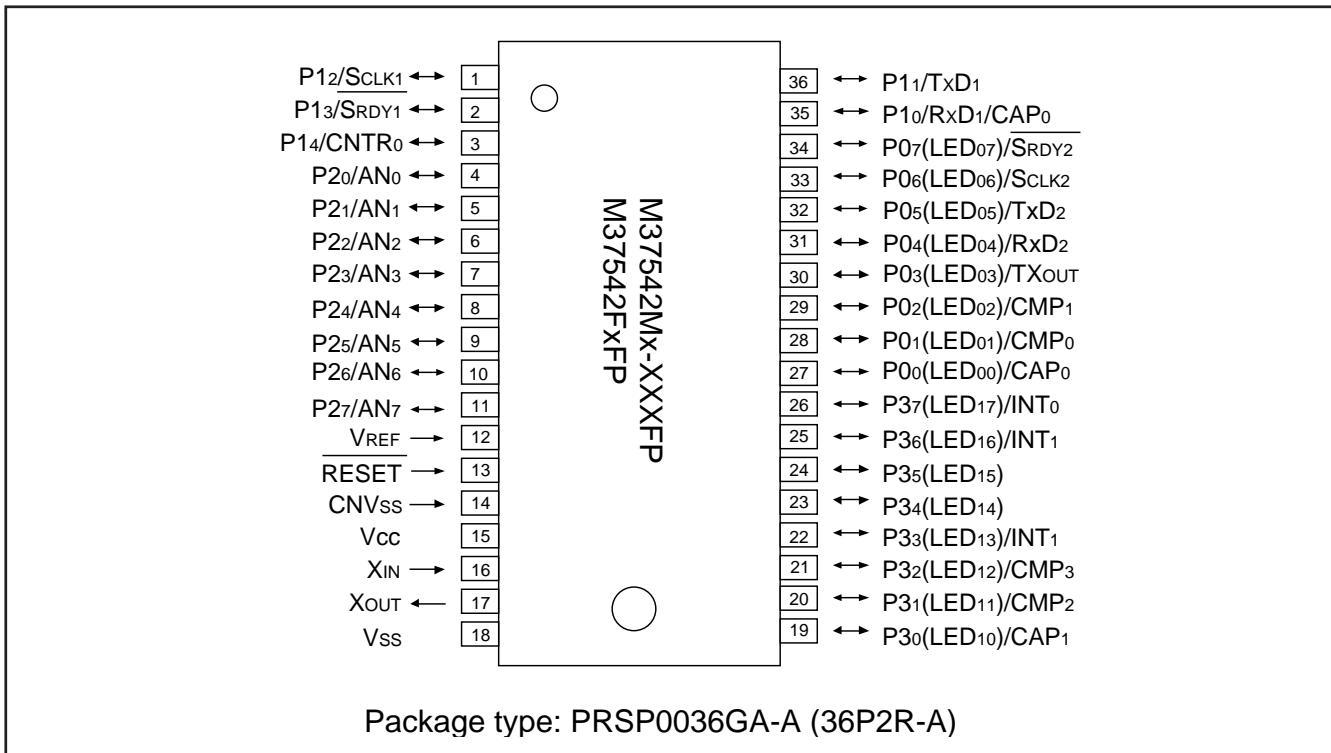 P12/SCLK1 1
P13/SRDY1 2
P14/CNTR0 3
P20/AN0 4
P21/AN1 5
P22/AN2 6
P23/AN3 7
P24/AN4 8
P25/AN5 9
P26/AN6 10
P27/AN7 11
VREF 12
RESET 13
CNVSS 14
Vcc 15
XIN 16
XOUT 17
VSS 18
M37542Mx-XXXFP
M37542FxFP
36 P11/TxD1
35 P10/RxD1/CAP0
34 P07(LED07)/SRDY2
33 P06(LED06)/SCLK2
32 P05(LED05)/TxD2
31 P04(LED04)/RxD2
30 P03(LED03)/TXOUT
29 P02(LED02)/CMP1
28 P01(LED01)/CMP0
27 P00(LED00)/CAP0
26 P37(LED17)/INT0
25 P36(LED16)/INT1
24 P35(LED15)
23 P34(LED14)
22 P33(LED13)/INT1
21 P32(LED12)/CMP3
20 P31(LED11)/CMP2
19 P30(LED10)/CAP1
Package type: PRSP0036GA-A (36P2R-A)